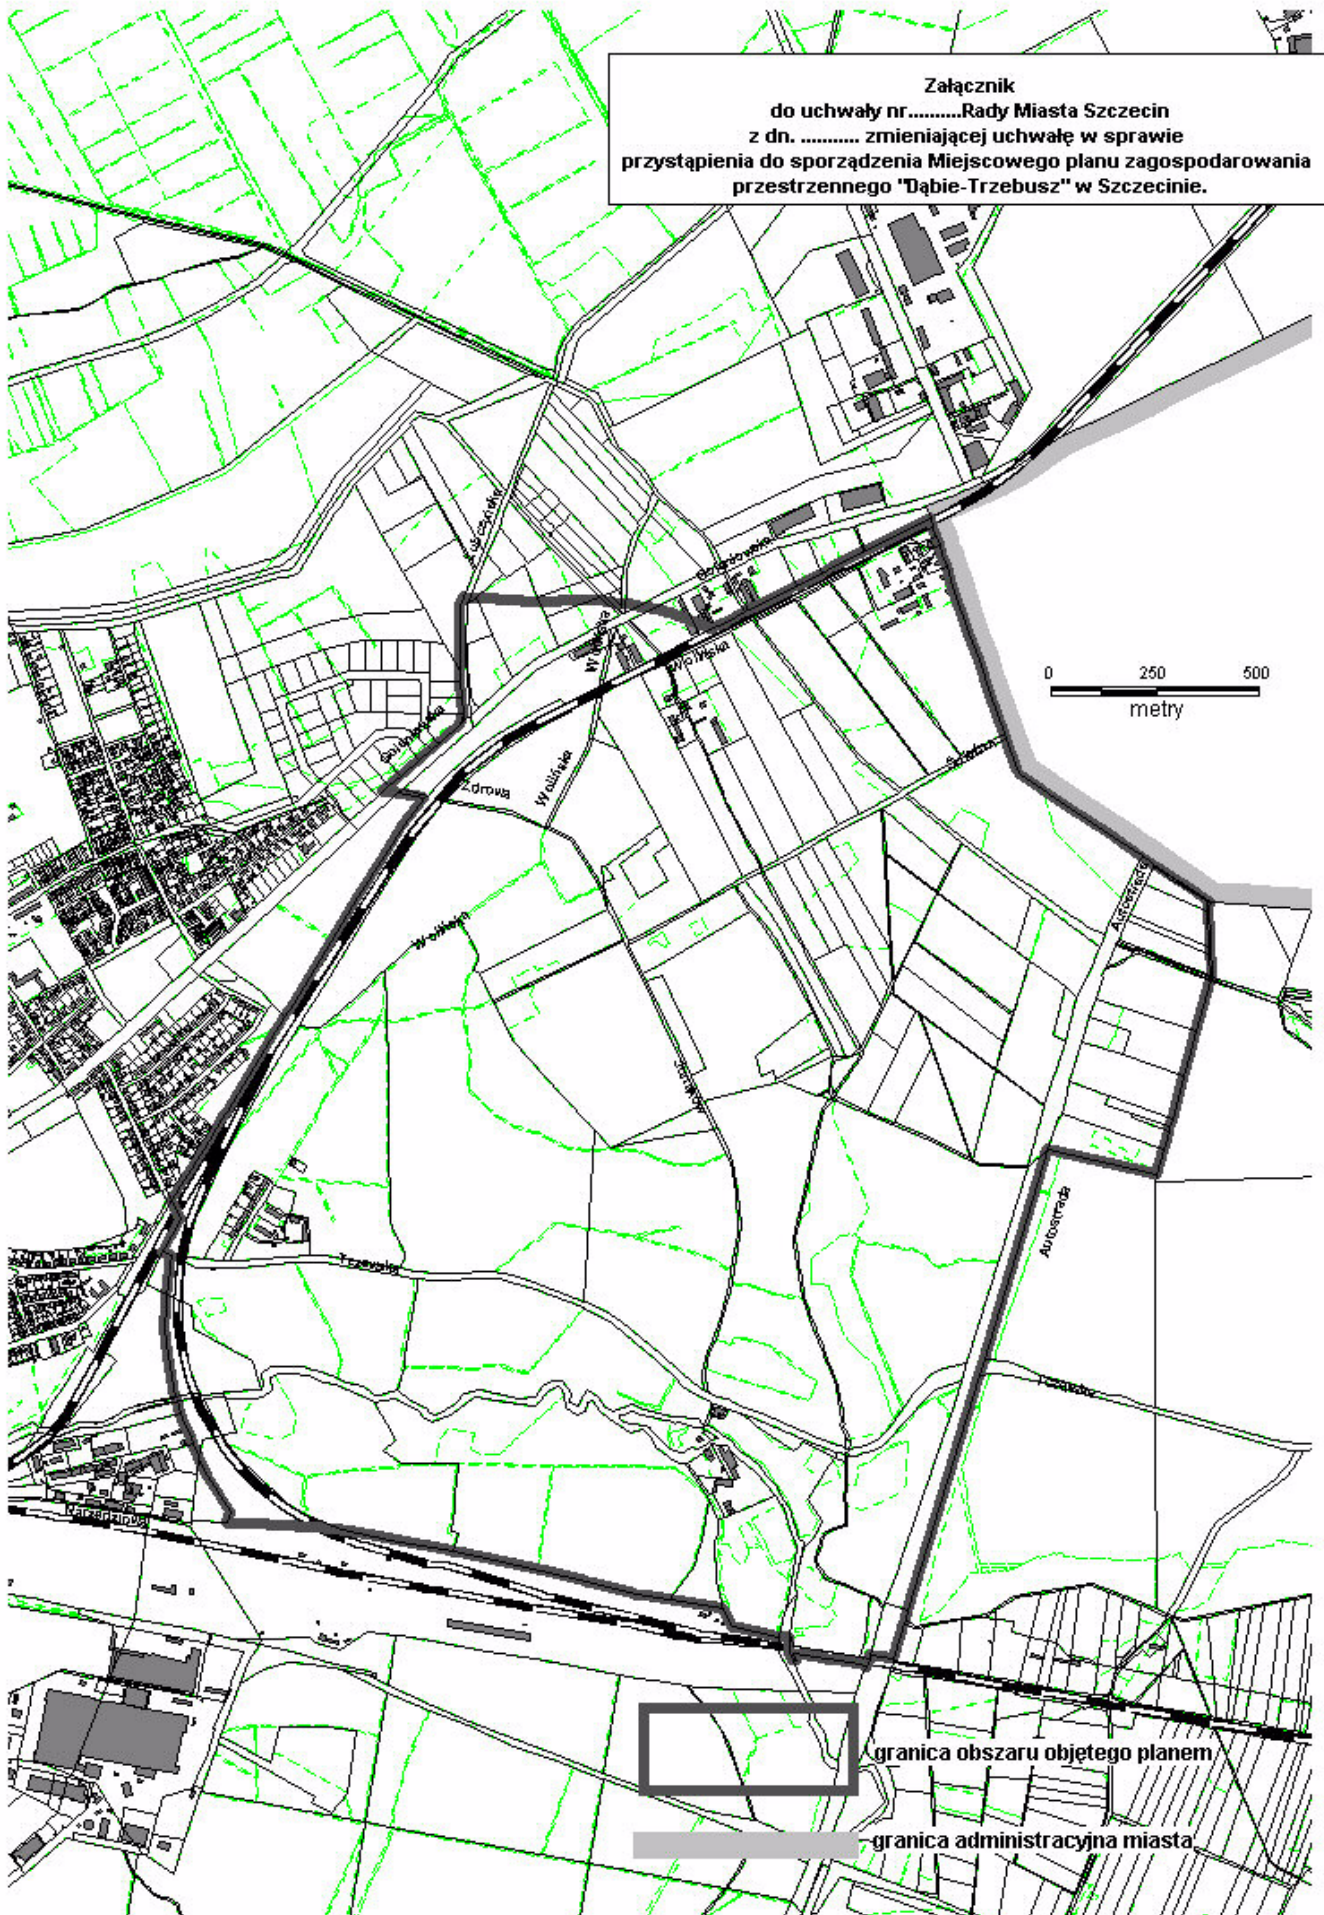 Załącznik
do uchwały nr..........Rady Miasta Szczecin
z dn. ........... zmieniającej uchwałę w sprawie
przystąpienia do sporządzenia Miejscowego planu zagospodarowania
przestrzennego "Dąbie-Trzebusz" w Szczecinie.
Goleniowska
Wolińska
Wolińska
0 250 500
metry
Goleniowska
Zdrowa
Wolińska
Autostrada
Wolińska
Autostrada
granica obszaru objętego planem
granica administracyjna miasta